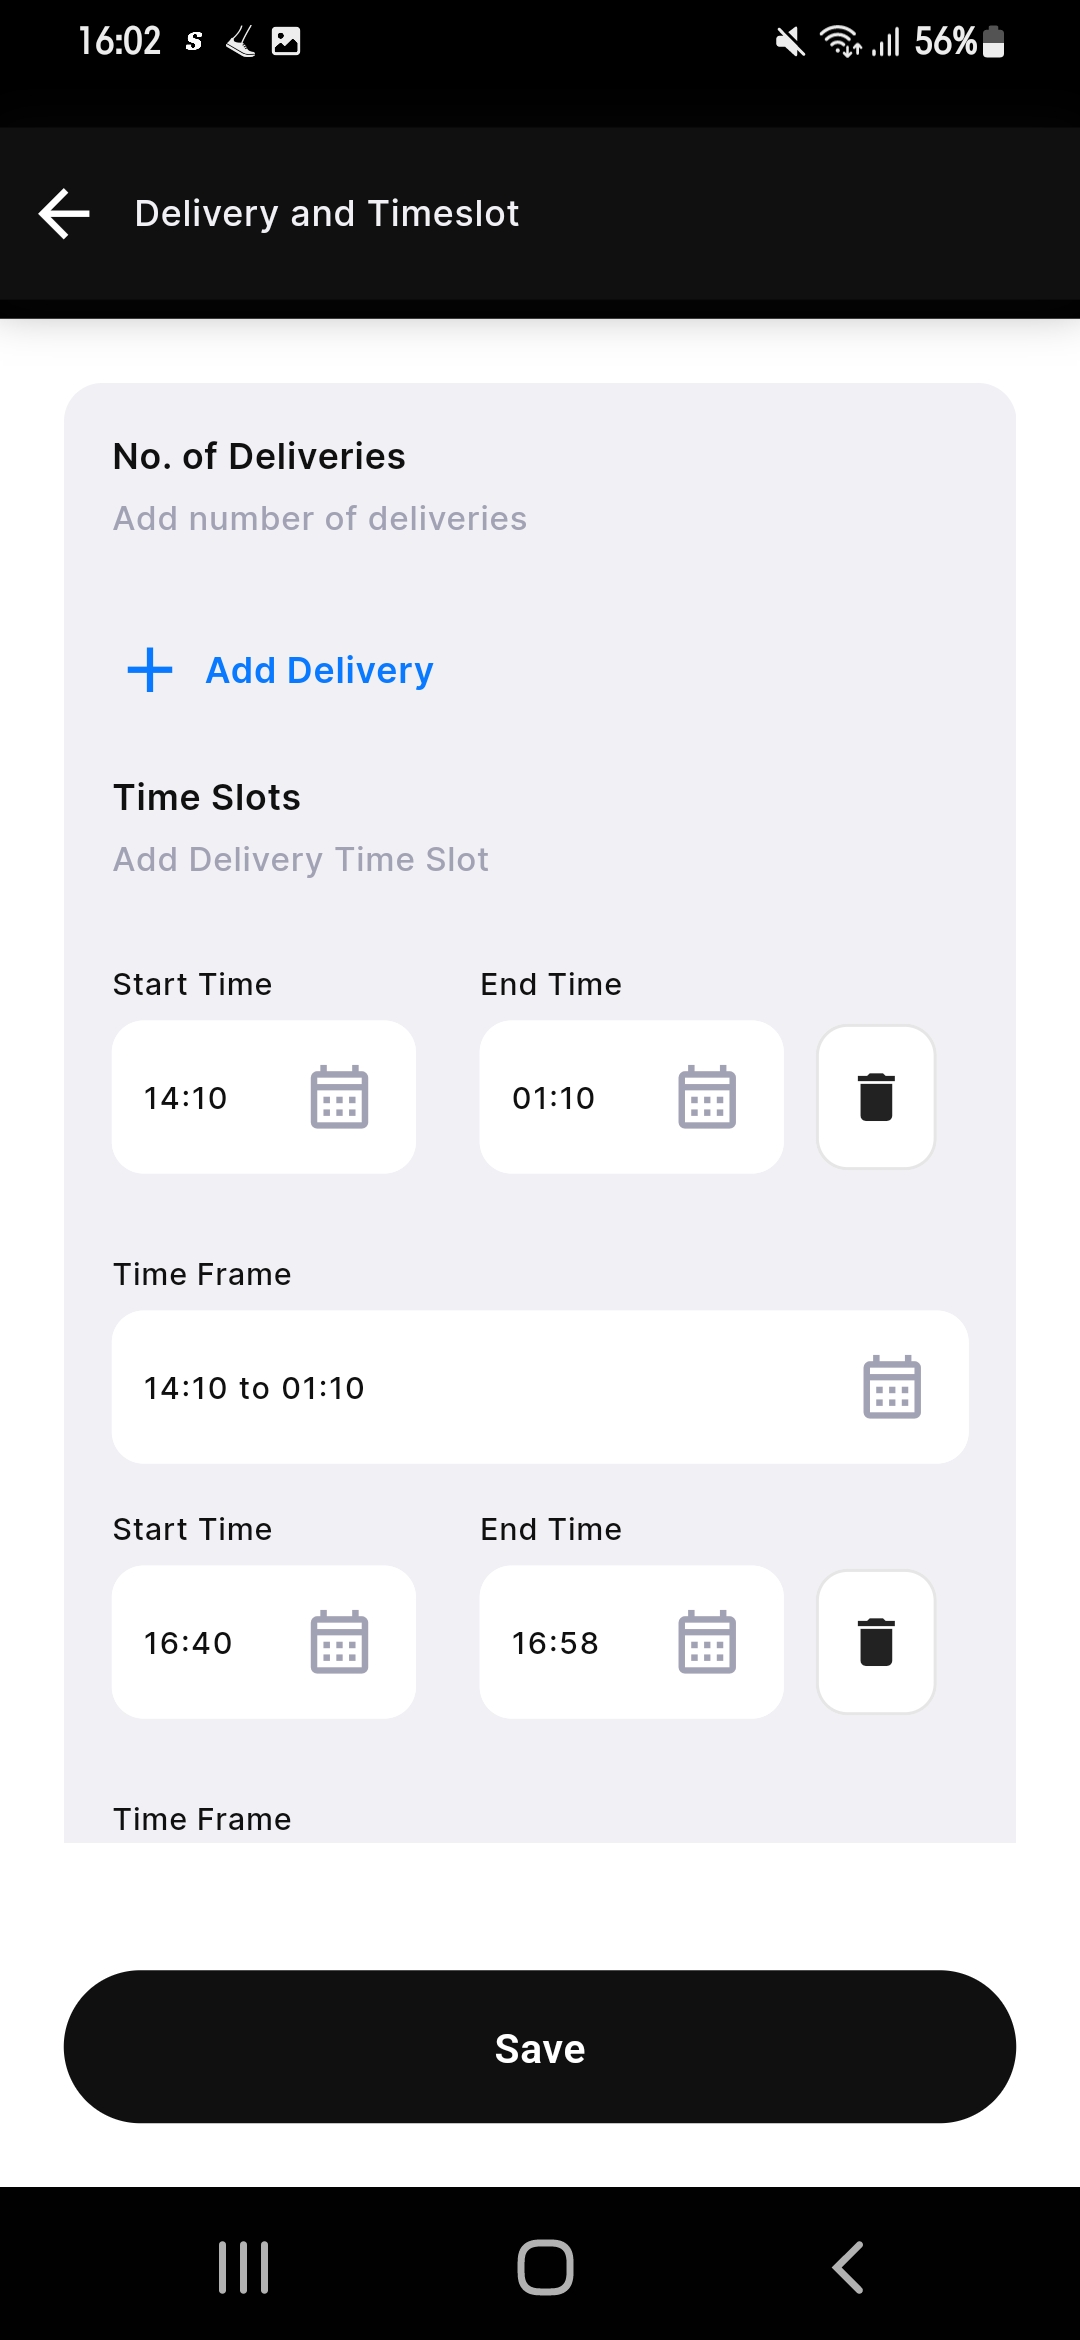 16:02 S 56%
Delivery and Timeslot
No. of Deliveries
Add number of deliveries
Add Delivery
Time Slots
Add Delivery Time Slot
Start Time End Time
14:10 01:10
Time Frame
14:10 to 01:10
Start Time End Time
16:40 16:58
Time Frame
Save